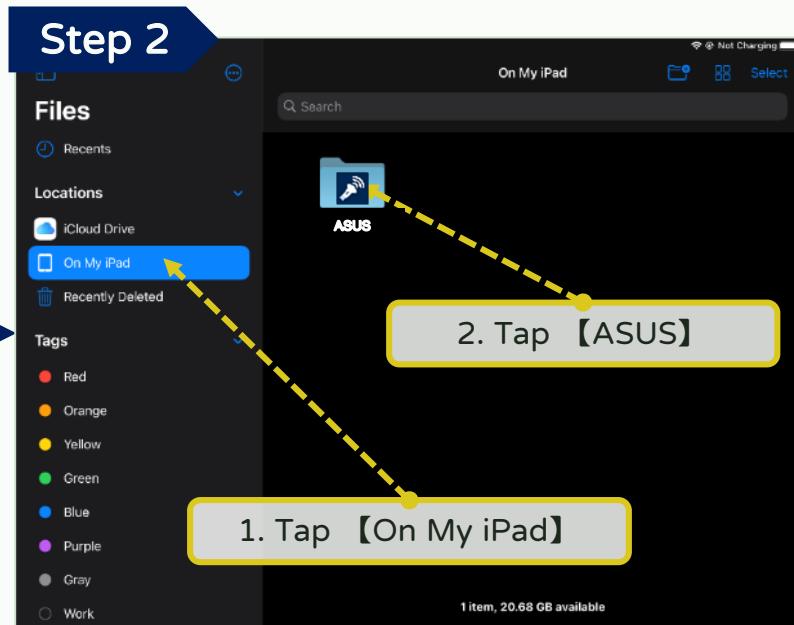 Step 2
Not Charging
Files
On My iPad
Select
Search
Recents
Locations
iCloud Drive
On My iPad
Recently Deleted
Tags
Red
Orange
Yellow
Green
Blue
Purple
Gray
Work
ASUS
2. Tap 【ASUS】
1. Tap 【On My iPad】
1 item, 20.68 GB available